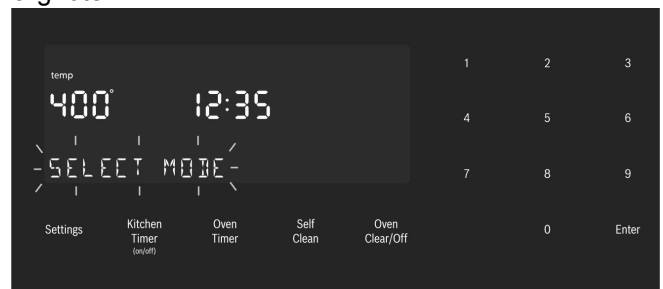 temp
400°
12:35
SELECT MODE
Settings
Kitchen
Timer
(on/off)
Oven
Timer
Self
Clean
Oven
Clear/Off
1 2 3
4 5 6
7 8 9
0 Enter